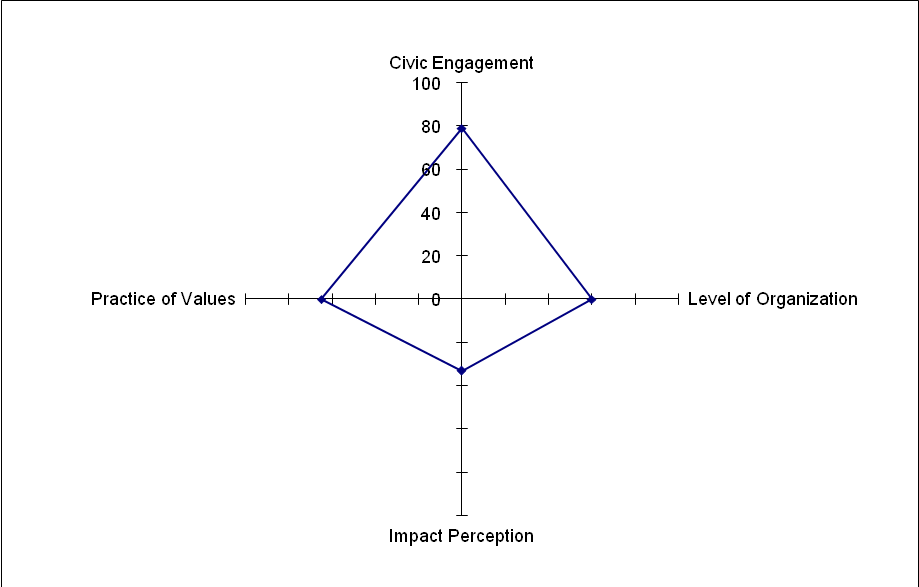 Civic Engagement
100
80
60
40
20
Practice of Values 0 Level of Organization
Impact Perception